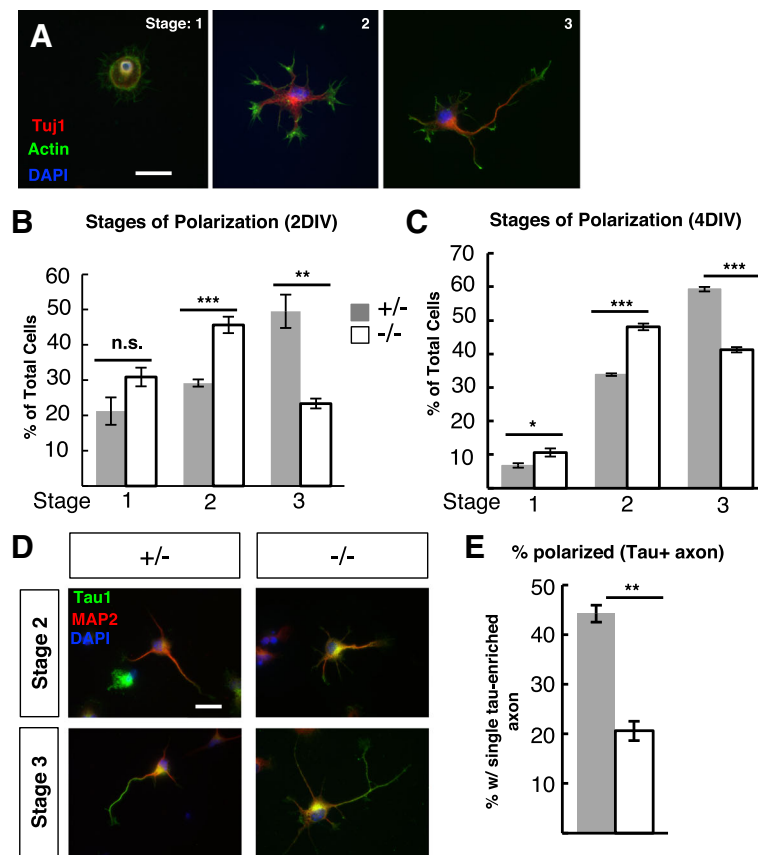 A
Stage: 1
2
3
Tuj1
Actin
DAPI
B
Stages of Polarization (2DIV)
% of Total Cells
60
50
40
30
20
10
n.s.
***
**
Stage 1 2 3
+/-
-/-
C
Stages of Polarization (4DIV)
% of Total Cells
70
60
50
40
30
20
10
*
***
***
Stage 1 2 3
D
+/-
-/-
Stage 2
Tau1
MAP2
DAPI
Stage 3
E
% polarized (Tau+ axon)
% w/ single tau-enriched
axon
50
40
30
20
10
**